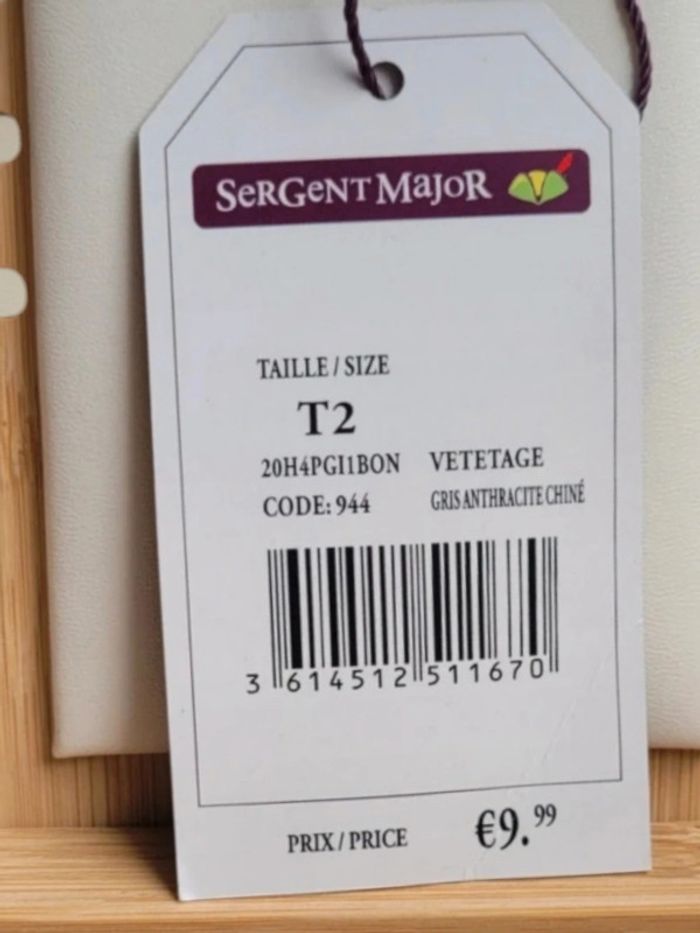 SeRGeNT MaJoR
TAILLE / SIZE
T2
20H4PGI1BON VETETAGE
CODE: 944 GRIS ANTHRACITE CHINÉ
3 614512 511670
PRIX / PRICE €9.99